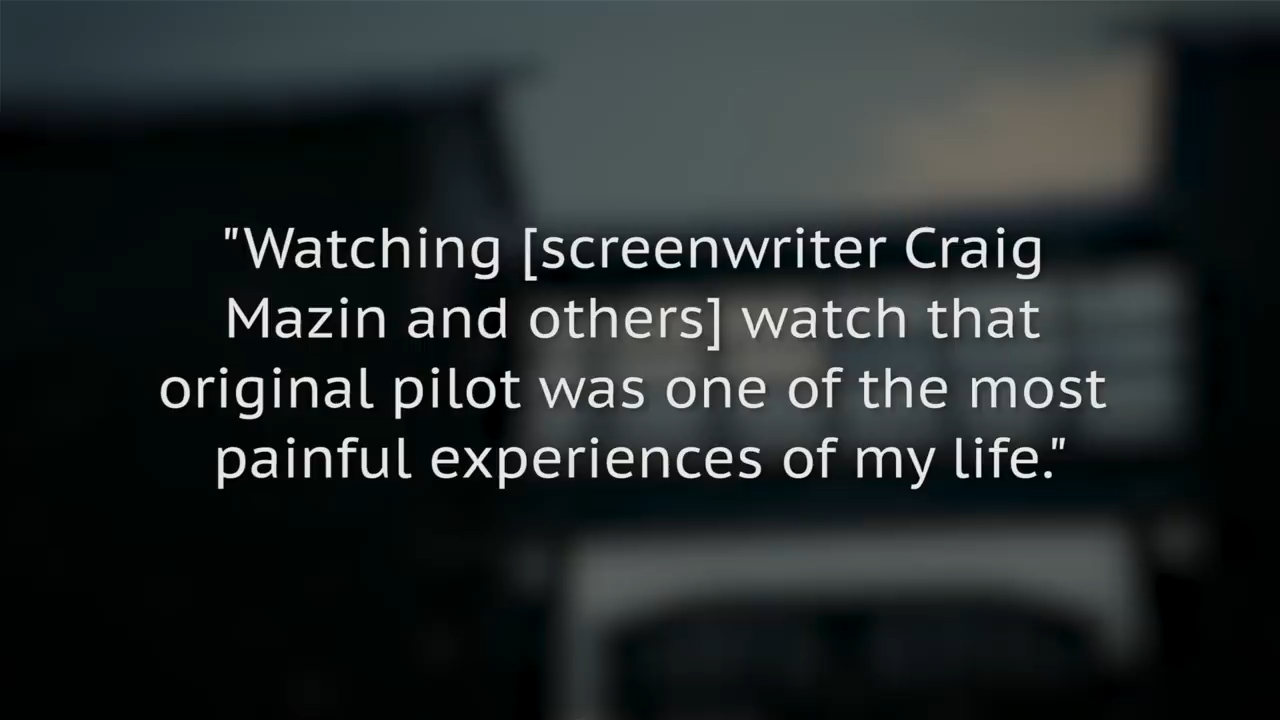 "Watching [screenwriter Craig
Mazin and others] watch that
original pilot was one of the most
painful experiences of my life."